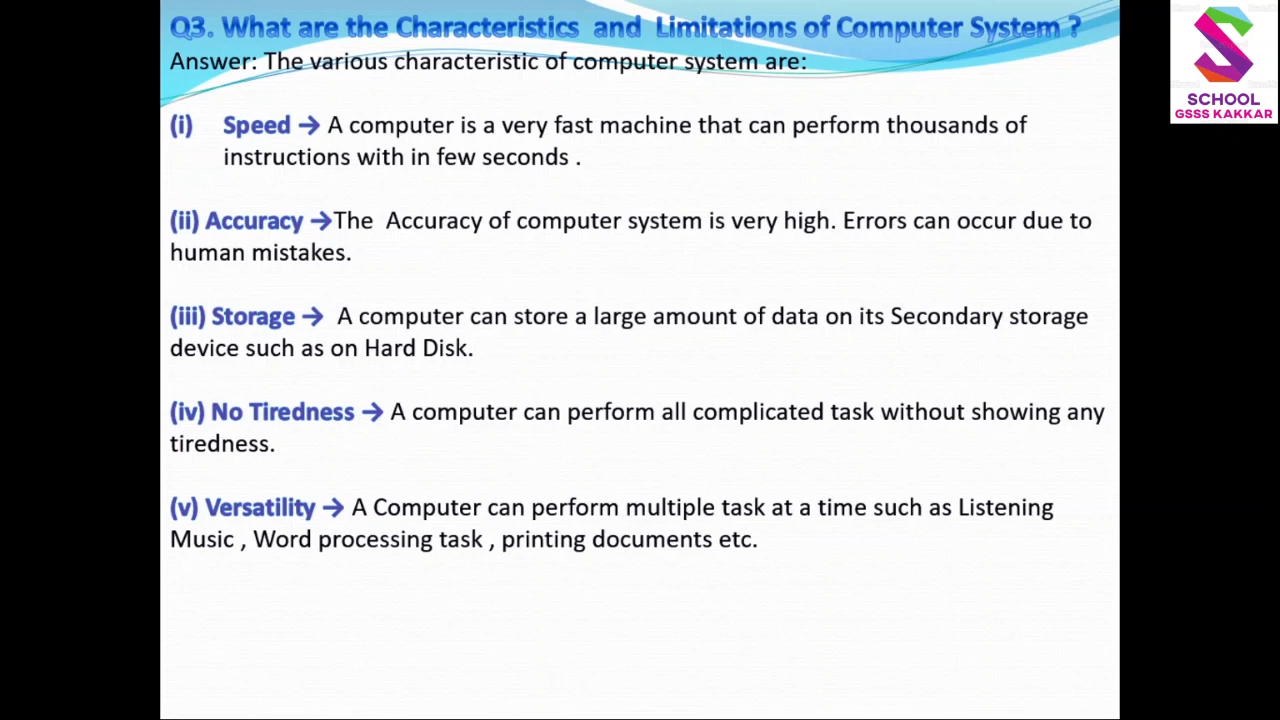 Q3. What are the Characteristics and Limitations of Computer System ?
Answer: The various characteristic of computer system are:
(i) Speed → A computer is a very fast machine that can perform thousands of
instructions with in few seconds .
(ii) Accuracy →The Accuracy of computer system is very high. Errors can occur due to
human mistakes.
(iii) Storage → A computer can store a large amount of data on its Secondary storage
device such as on Hard Disk.
(iv) No Tiredness → A computer can perform all complicated task without showing any
tiredness.
(v) Versatility → A Computer can perform multiple task at a time such as Listening
Music , Word processing task , printing documents etc.
SCHOOL
GSSS KAKKAR